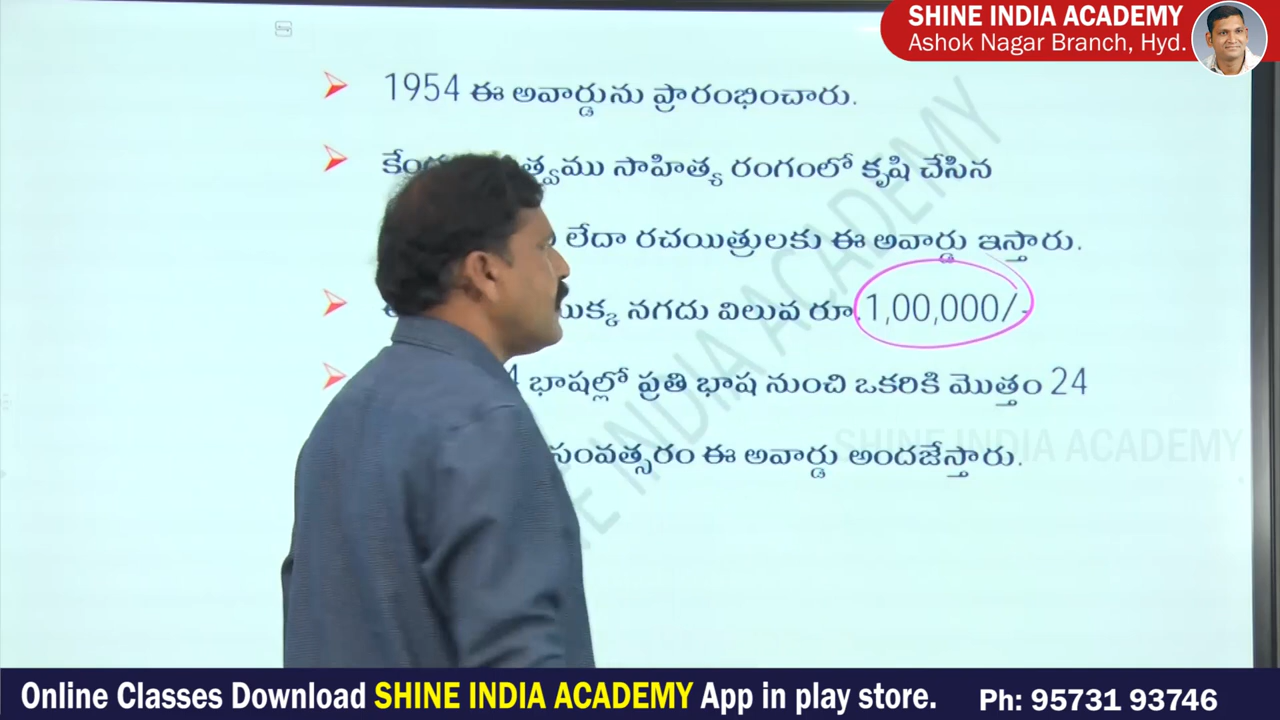 SHINE INDIA ACADEMY
Ashok Nagar Branch, Hyd.
1954 ఈ అవార్డును ప్రారంభించారు.
సాహిత్య రంగంలో కృషి చేసిన
లేదా రచయిత్రులకు ఈ అవార్డు ఇస్తారు.
నగదు విలువ రూ.1,00,000/-
భాషల్లో ప్రతి భాష నుంచి ఒకరికి మొత్తం 24
సంవత్సరం ఈ అవార్డు అందజేస్తారు.
SHINE INDIA ACADEMY
INDIA ACADEMY
Online Classes Download SHINE INDIA ACADEMY App in play store. Ph: 95731 93746